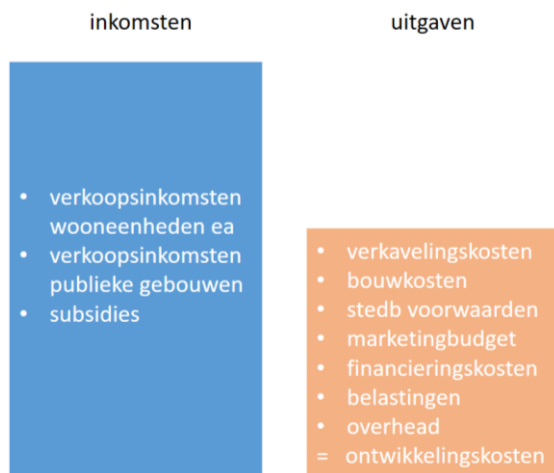 inkomsten
uitgaven
• verkoopsinkomsten
wooneenheden ea
• verkoopsinkomsten
publieke gebouwen
• subsidies
• verkavelingskosten
• bouwkosten
• stedb voorwaarden
• marketingbudget
• financieringskosten
• belastingen
• overhead
= ontwikkelingskosten